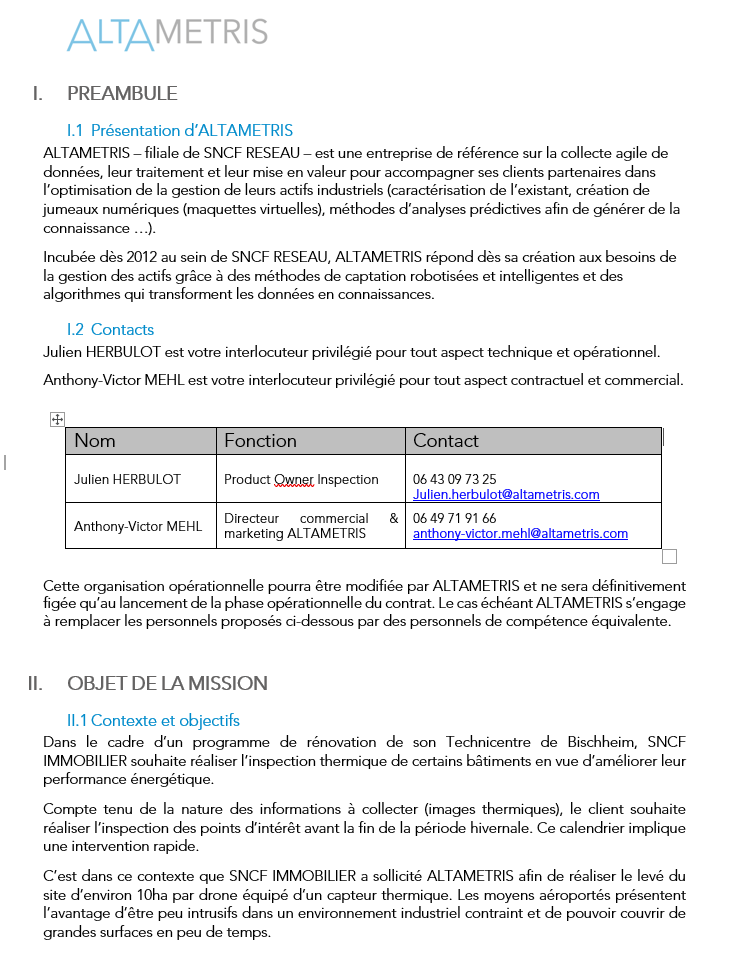 ALTAMETRIS
I. PREAMBULE
I.1 Présentation d’ALTAMETRIS
ALTAMETRIS – filiale de SNCF RESEAU – est une entreprise de référence sur la collecte agile de
données, leur traitement et leur mise en valeur pour accompagner ses clients partenaires dans
l’optimisation de la gestion de leurs actifs industriels (caractérisation de l’existant, création de
jumeaux numériques (maquettes virtuelles), méthodes d’analyses prédictives afin de générer de la
connaissance …).
Incubée dès 2012 au sein de SNCF RESEAU, ALTAMETRIS répond dès sa création aux besoins de
la gestion des actifs grâce à des méthodes de captation robotisées et intelligentes et des
algorithmes qui transforment les données en connaissances.
I.2 Contacts
Julien HERBULOT est votre interlocuteur privilégié pour tout aspect technique et opérationnel.
Anthony-Victor MEHL est votre interlocuteur privilégié pour tout aspect contractuel et commercial.
Nom Fonction Contact
Julien HERBULOT Product Owner Inspection 06 43 09 73 25
Julien.herbulot@altametris.com
Anthony-Victor MEHL Directeur commercial & 06 49 71 91 66
marketing ALTAMETRIS anthony-victor.mehl@altametris.com
Cette organisation opérationnelle pourra être modifiée par ALTAMETRIS et ne sera définitivement
figée qu’au lancement de la phase opérationnelle du contrat. Le cas échéant ALTAMETRIS s’engage
à remplacer les personnels proposés ci-dessous par des personnels de compétence équivalente.
II. OBJET DE LA MISSION
II.1 Contexte et objectifs
Dans le cadre d’un programme de rénovation de son Technicentre de Bischheim, SNCF
IMMOBILIER souhaite réaliser l’inspection thermique de certains bâtiments en vue d’améliorer leur
performance énergétique.
Compte tenu de la nature des informations à collecter (images thermiques), le client souhaite
réaliser l’inspection des points d’intérêt avant la fin de la période hivernale. Ce calendrier implique
une intervention rapide.
C’est dans ce contexte que SNCF IMMOBILIER a sollicité ALTAMETRIS afin de réaliser le levé du
site d’environ 10ha par drone équipé d’un capteur thermique. Les moyens aéroportés présentent
l’avantage d’être peu intrusifs dans un environnement industriel contraint et de pouvoir couvrir de
grandes surfaces en peu de temps.